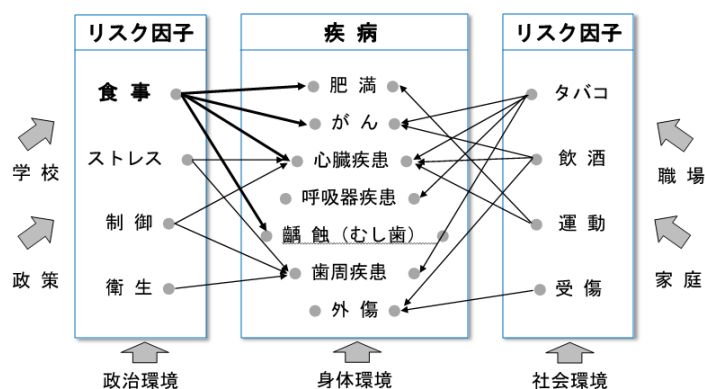 リスク因子
疾 病
リスク因子
食 事
ストレス
制 御
衛 生
肥 満
が ん
心臓疾患
呼吸器疾患
齲 蝕（むし歯）
歯周疾患
外 傷
タバコ
飲 酒
運 動
受 傷
学 校
政 策
職 場
家 庭
政治環境
身体環境
社会環境